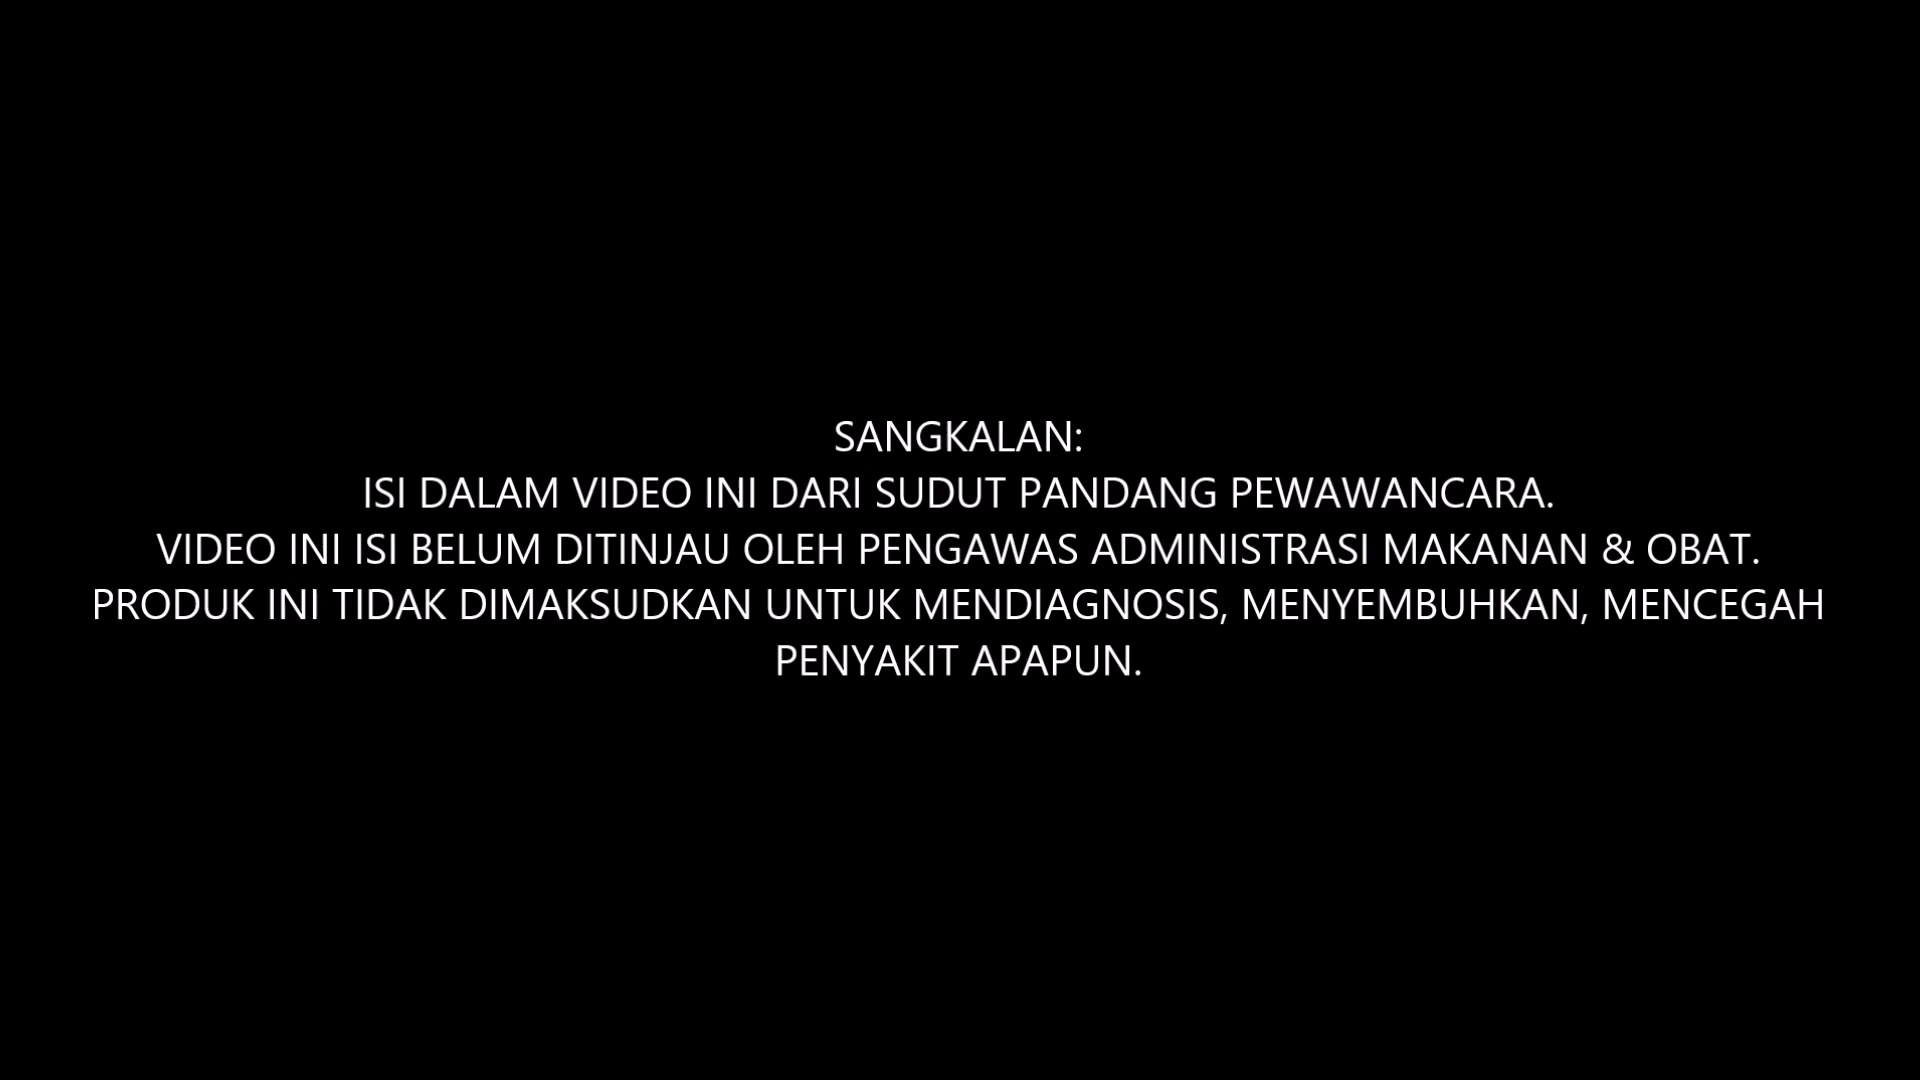 SANGKALAN:
ISI DALAM VIDEO INI DARI SUDUT PANDANG PEWAWANCARA.
VIDEO INI ISI BELUM DITINJAU OLEH PENGAWAS ADMINISTRASI MAKANAN & OBAT.
PRODUK INI TIDAK DIMAKSUDKAN UNTUK MENDIAGNOSIS, MENYEMBUHKAN, MENCEGAH
PENYAKIT APAPUN.